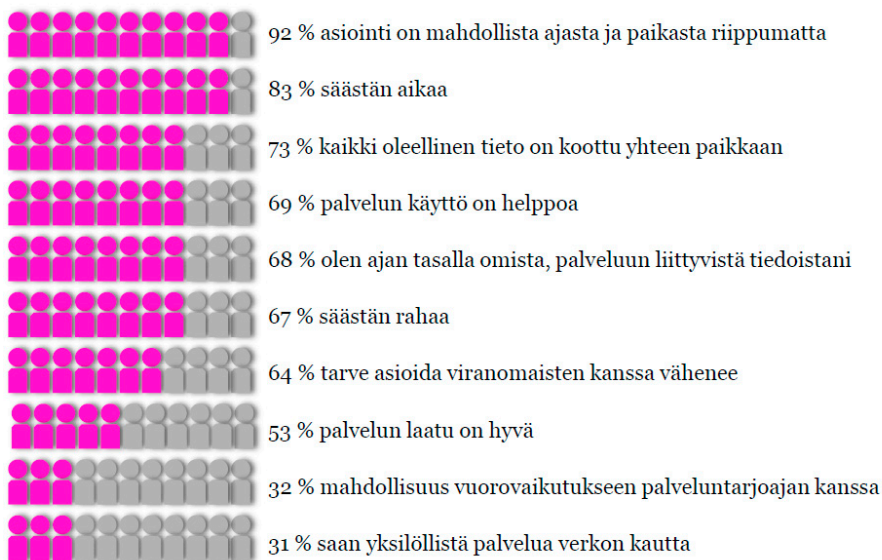 92 % asiointi on mahdollista ajasta ja paikasta riippumatta
83 % säästän aikaa
73 % kaikki oleellinen tieto on koottu yhteen paikkaan
69 % palvelun käyttö on helppoa
68 % olen ajan tasalla omista, palveluun liittyvistä tiedoistani
67 % säästän rahaa
64 % tarve asioida viranomaisten kanssa vähenee
53 % palvelun laatu on hyvä
32 % mahdollisuus vuorovaikutukseen palveluntarjoajan kanssa
31 % saan yksilöllistä palvelua verkon kautta